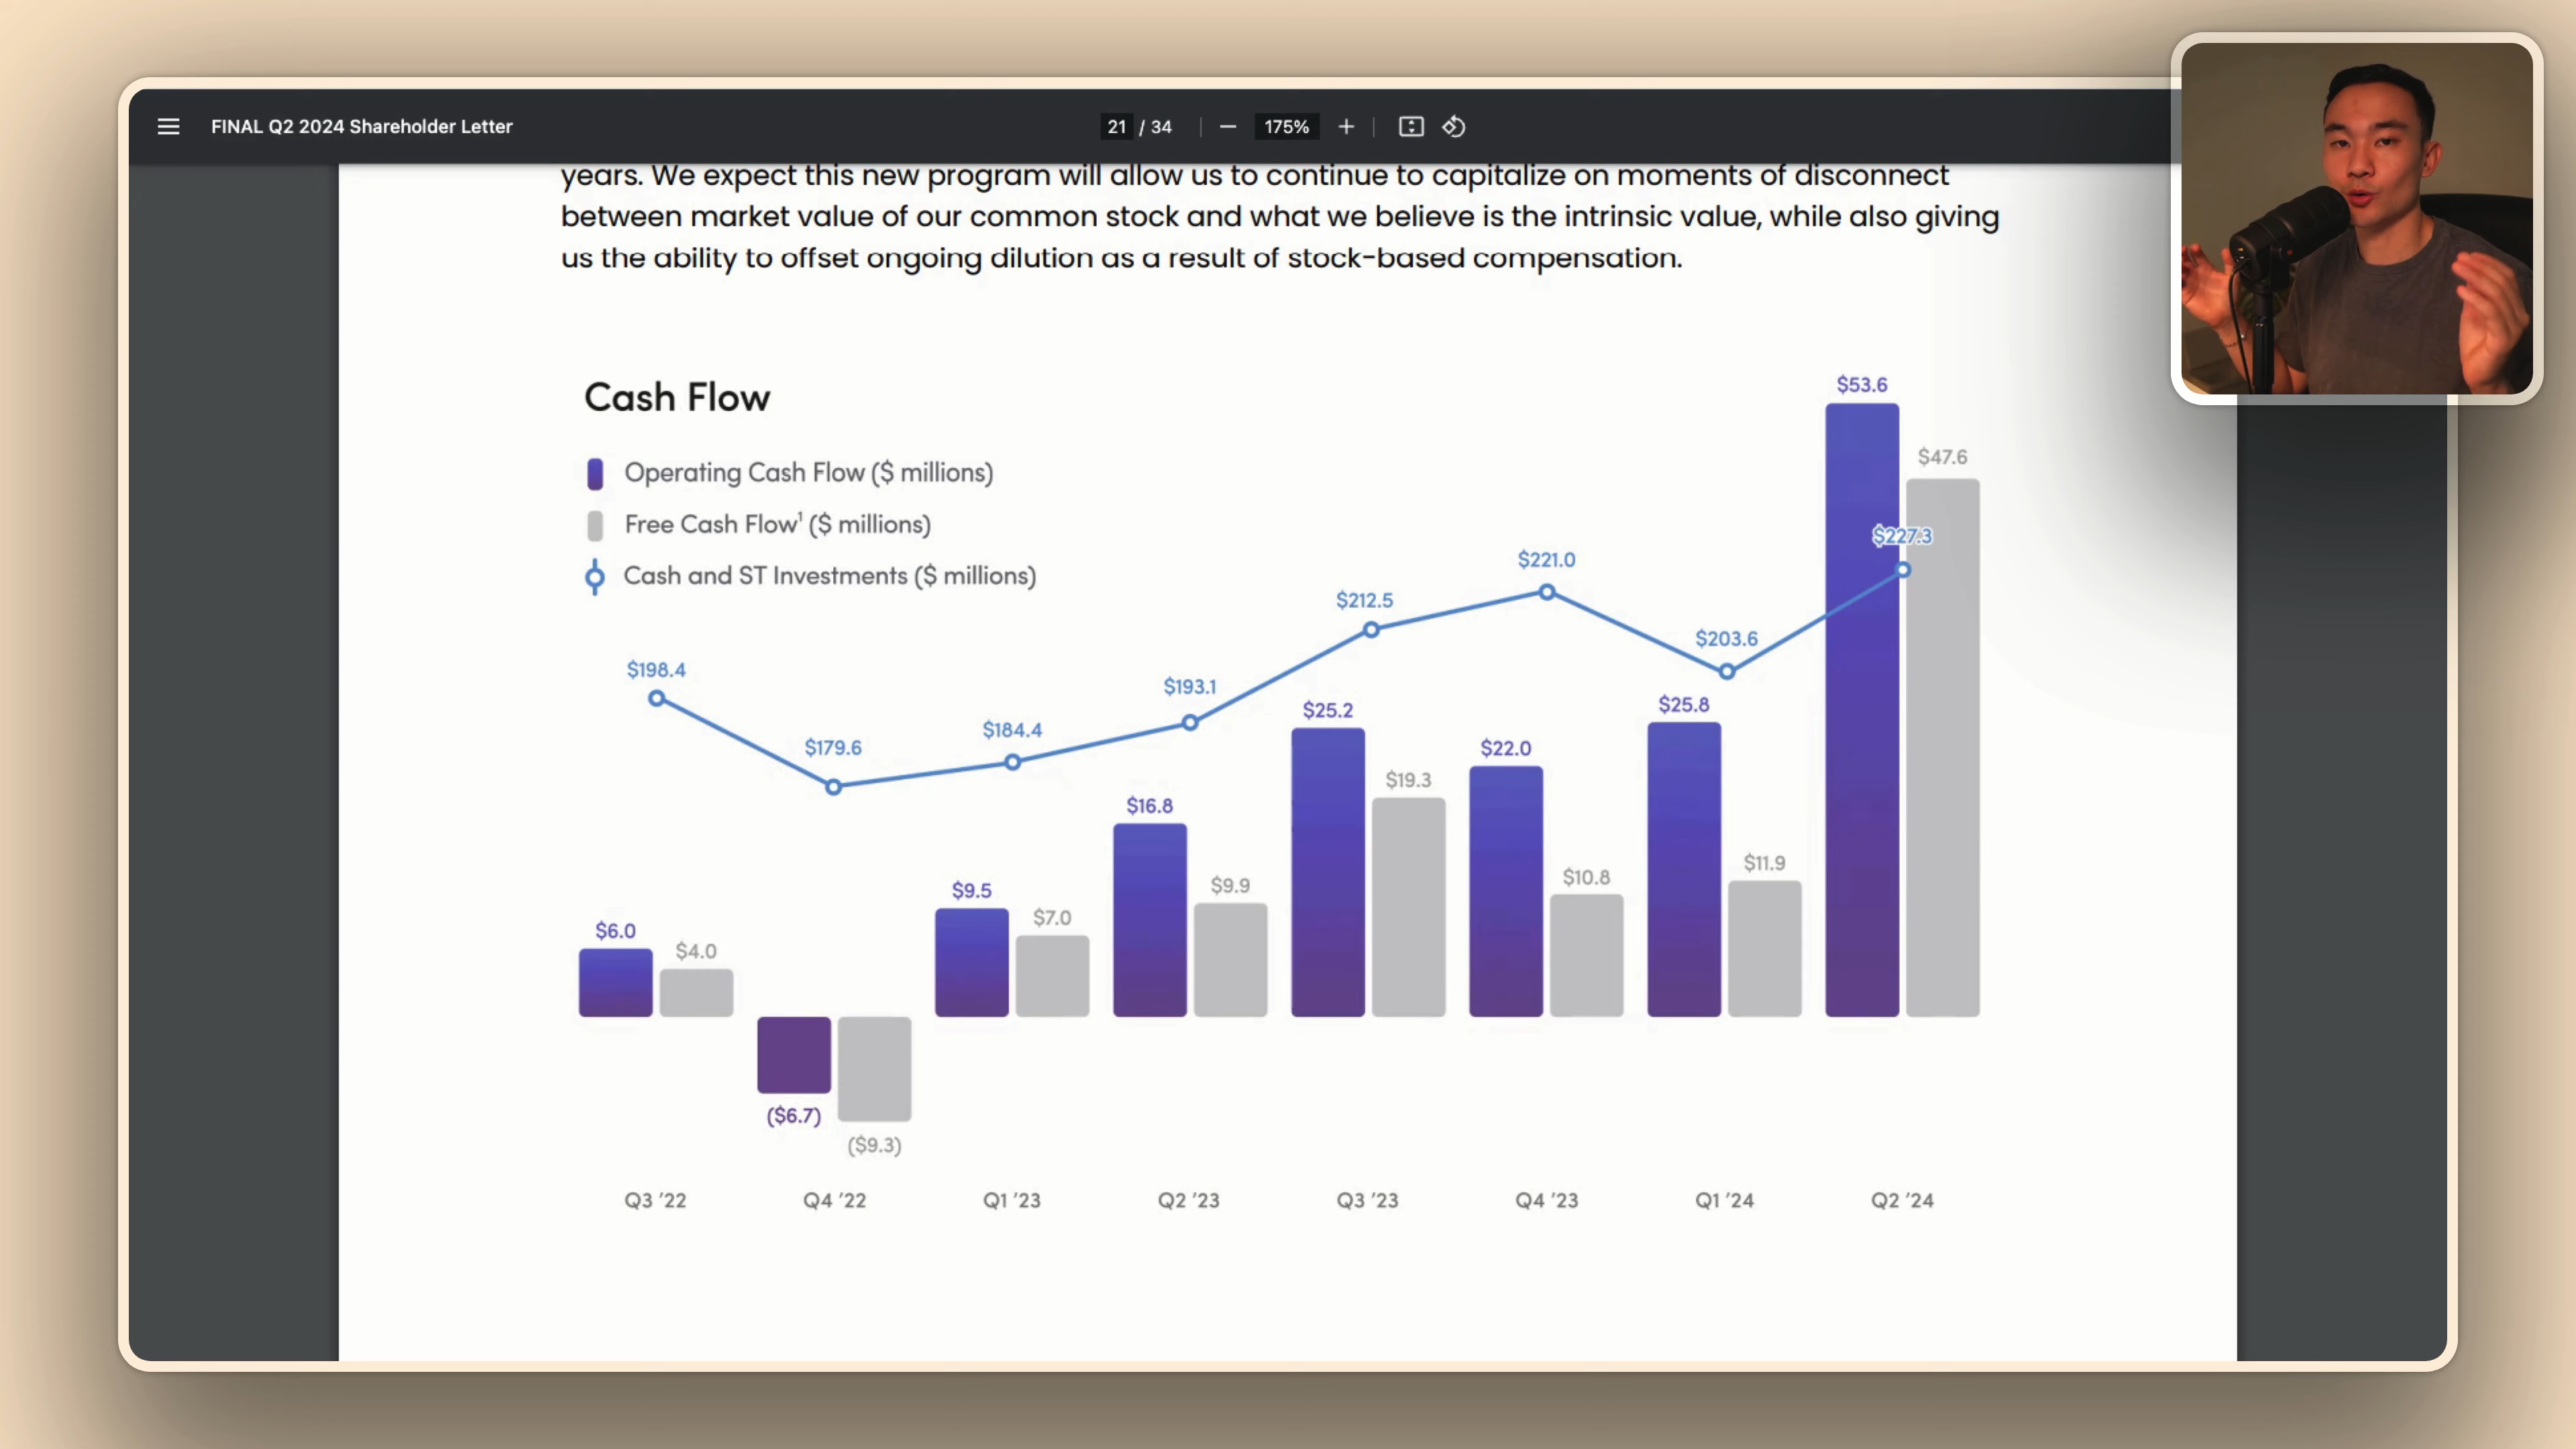 FINAL Q2 2024 Shareholder Letter
21 / 34
175%
years. We expect this new program will allow us to continue to capitalize on moments of disconnect
between market value of our common stock and what we believe is the intrinsic value, while also giving
us the ability to offset ongoing dilution as a result of stock-based compensation.
Cash Flow
Operating Cash Flow ($ millions)
Free Cash Flow¹ ($ millions)
Cash and ST Investments ($ millions)
$198.4
$179.6
$184.4
$193.1
$212.5
$221.0
$203.6
$227.3
$6.0
$4.0
($6.7)
($9.3)
$9.5
$7.0
$16.8
$9.9
$25.2
$19.3
$22.0
$10.8
$25.8
$11.9
$53.6
$47.6
Q3 '22
Q4 '22
Q1 '23
Q2 '23
Q3 '23
Q4 '23
Q1 '24
Q2 '24